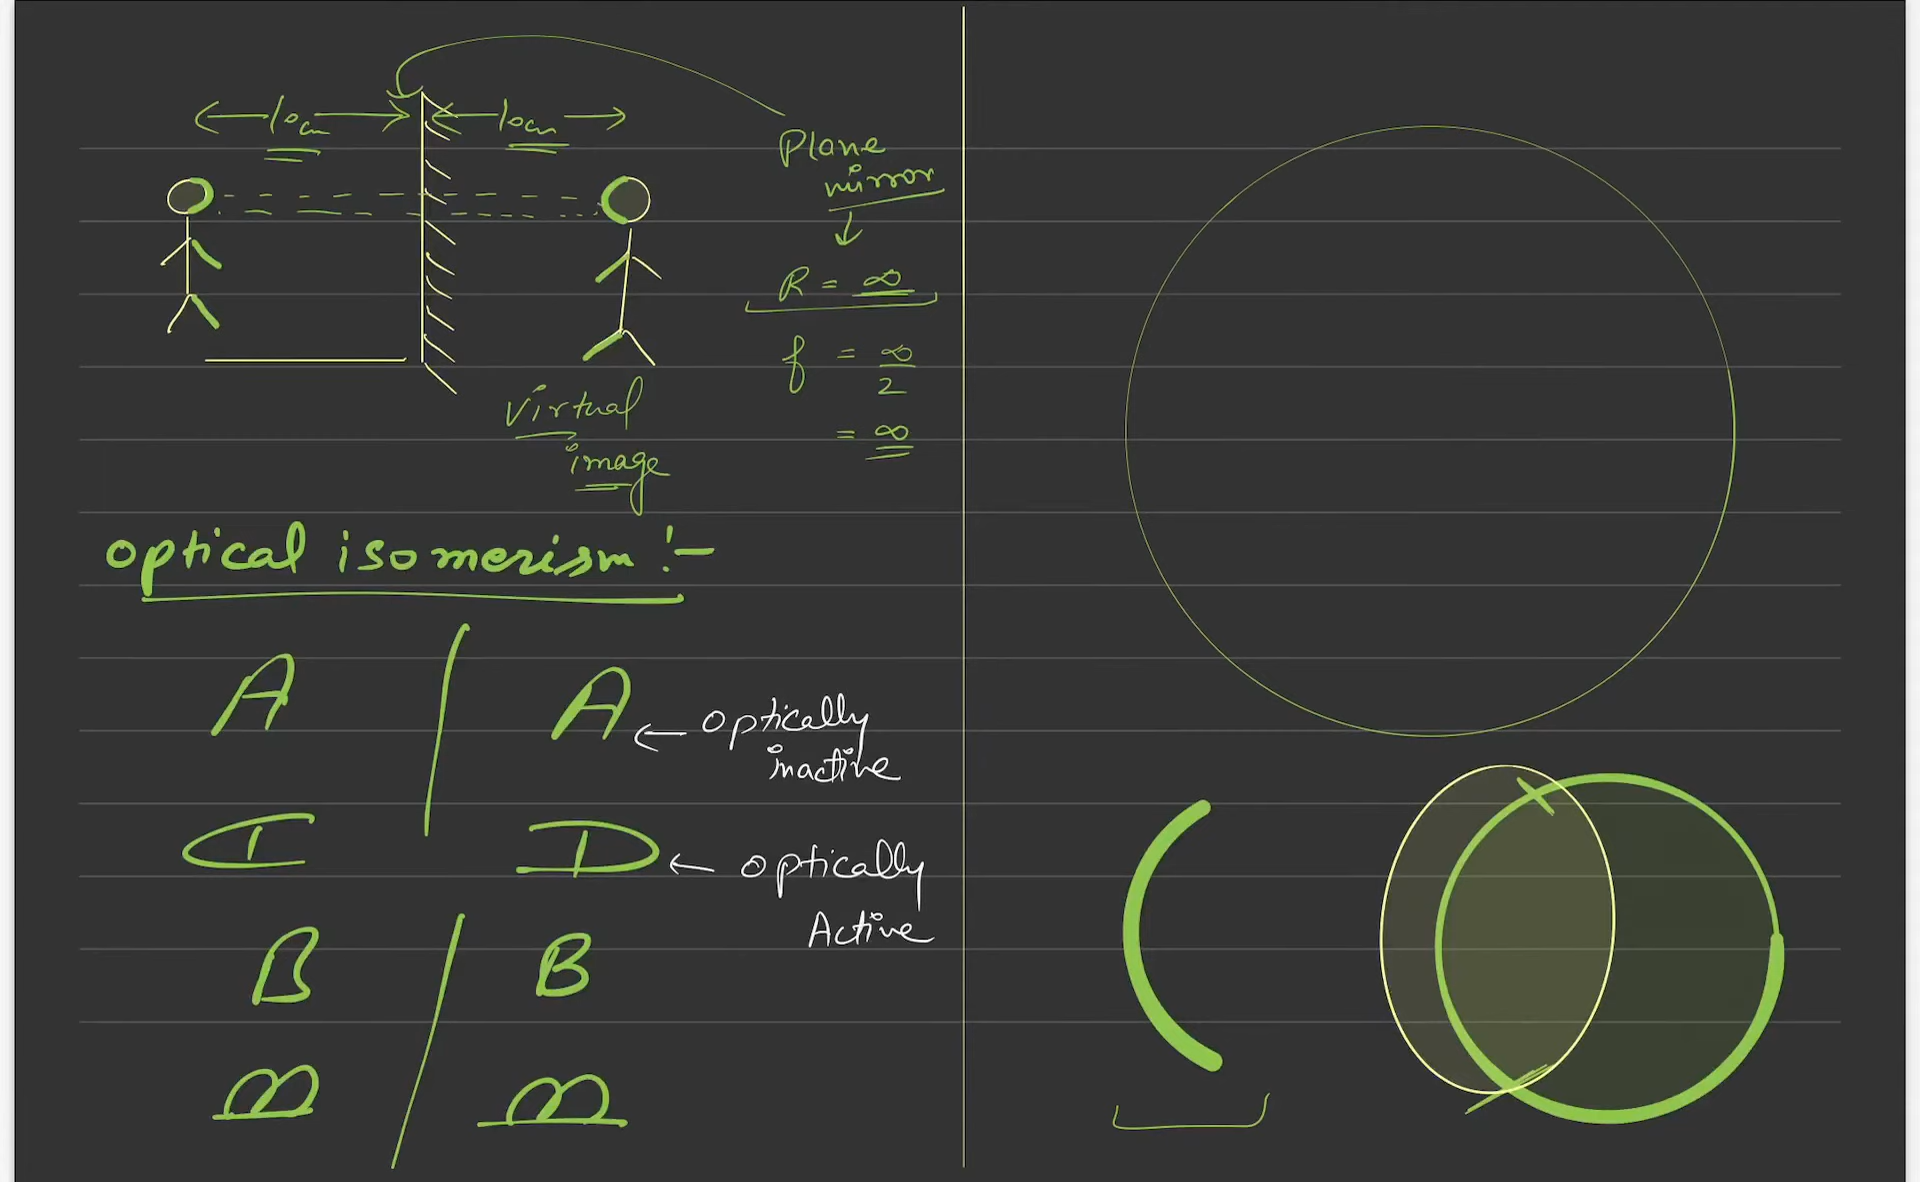 10cm
10cm
Plane
mirror
R = ∞
f = ∞
2
= ∞
Virtual
image
optical isomerism :-
A
A
optically
inactive
D
optically
Active
B
B